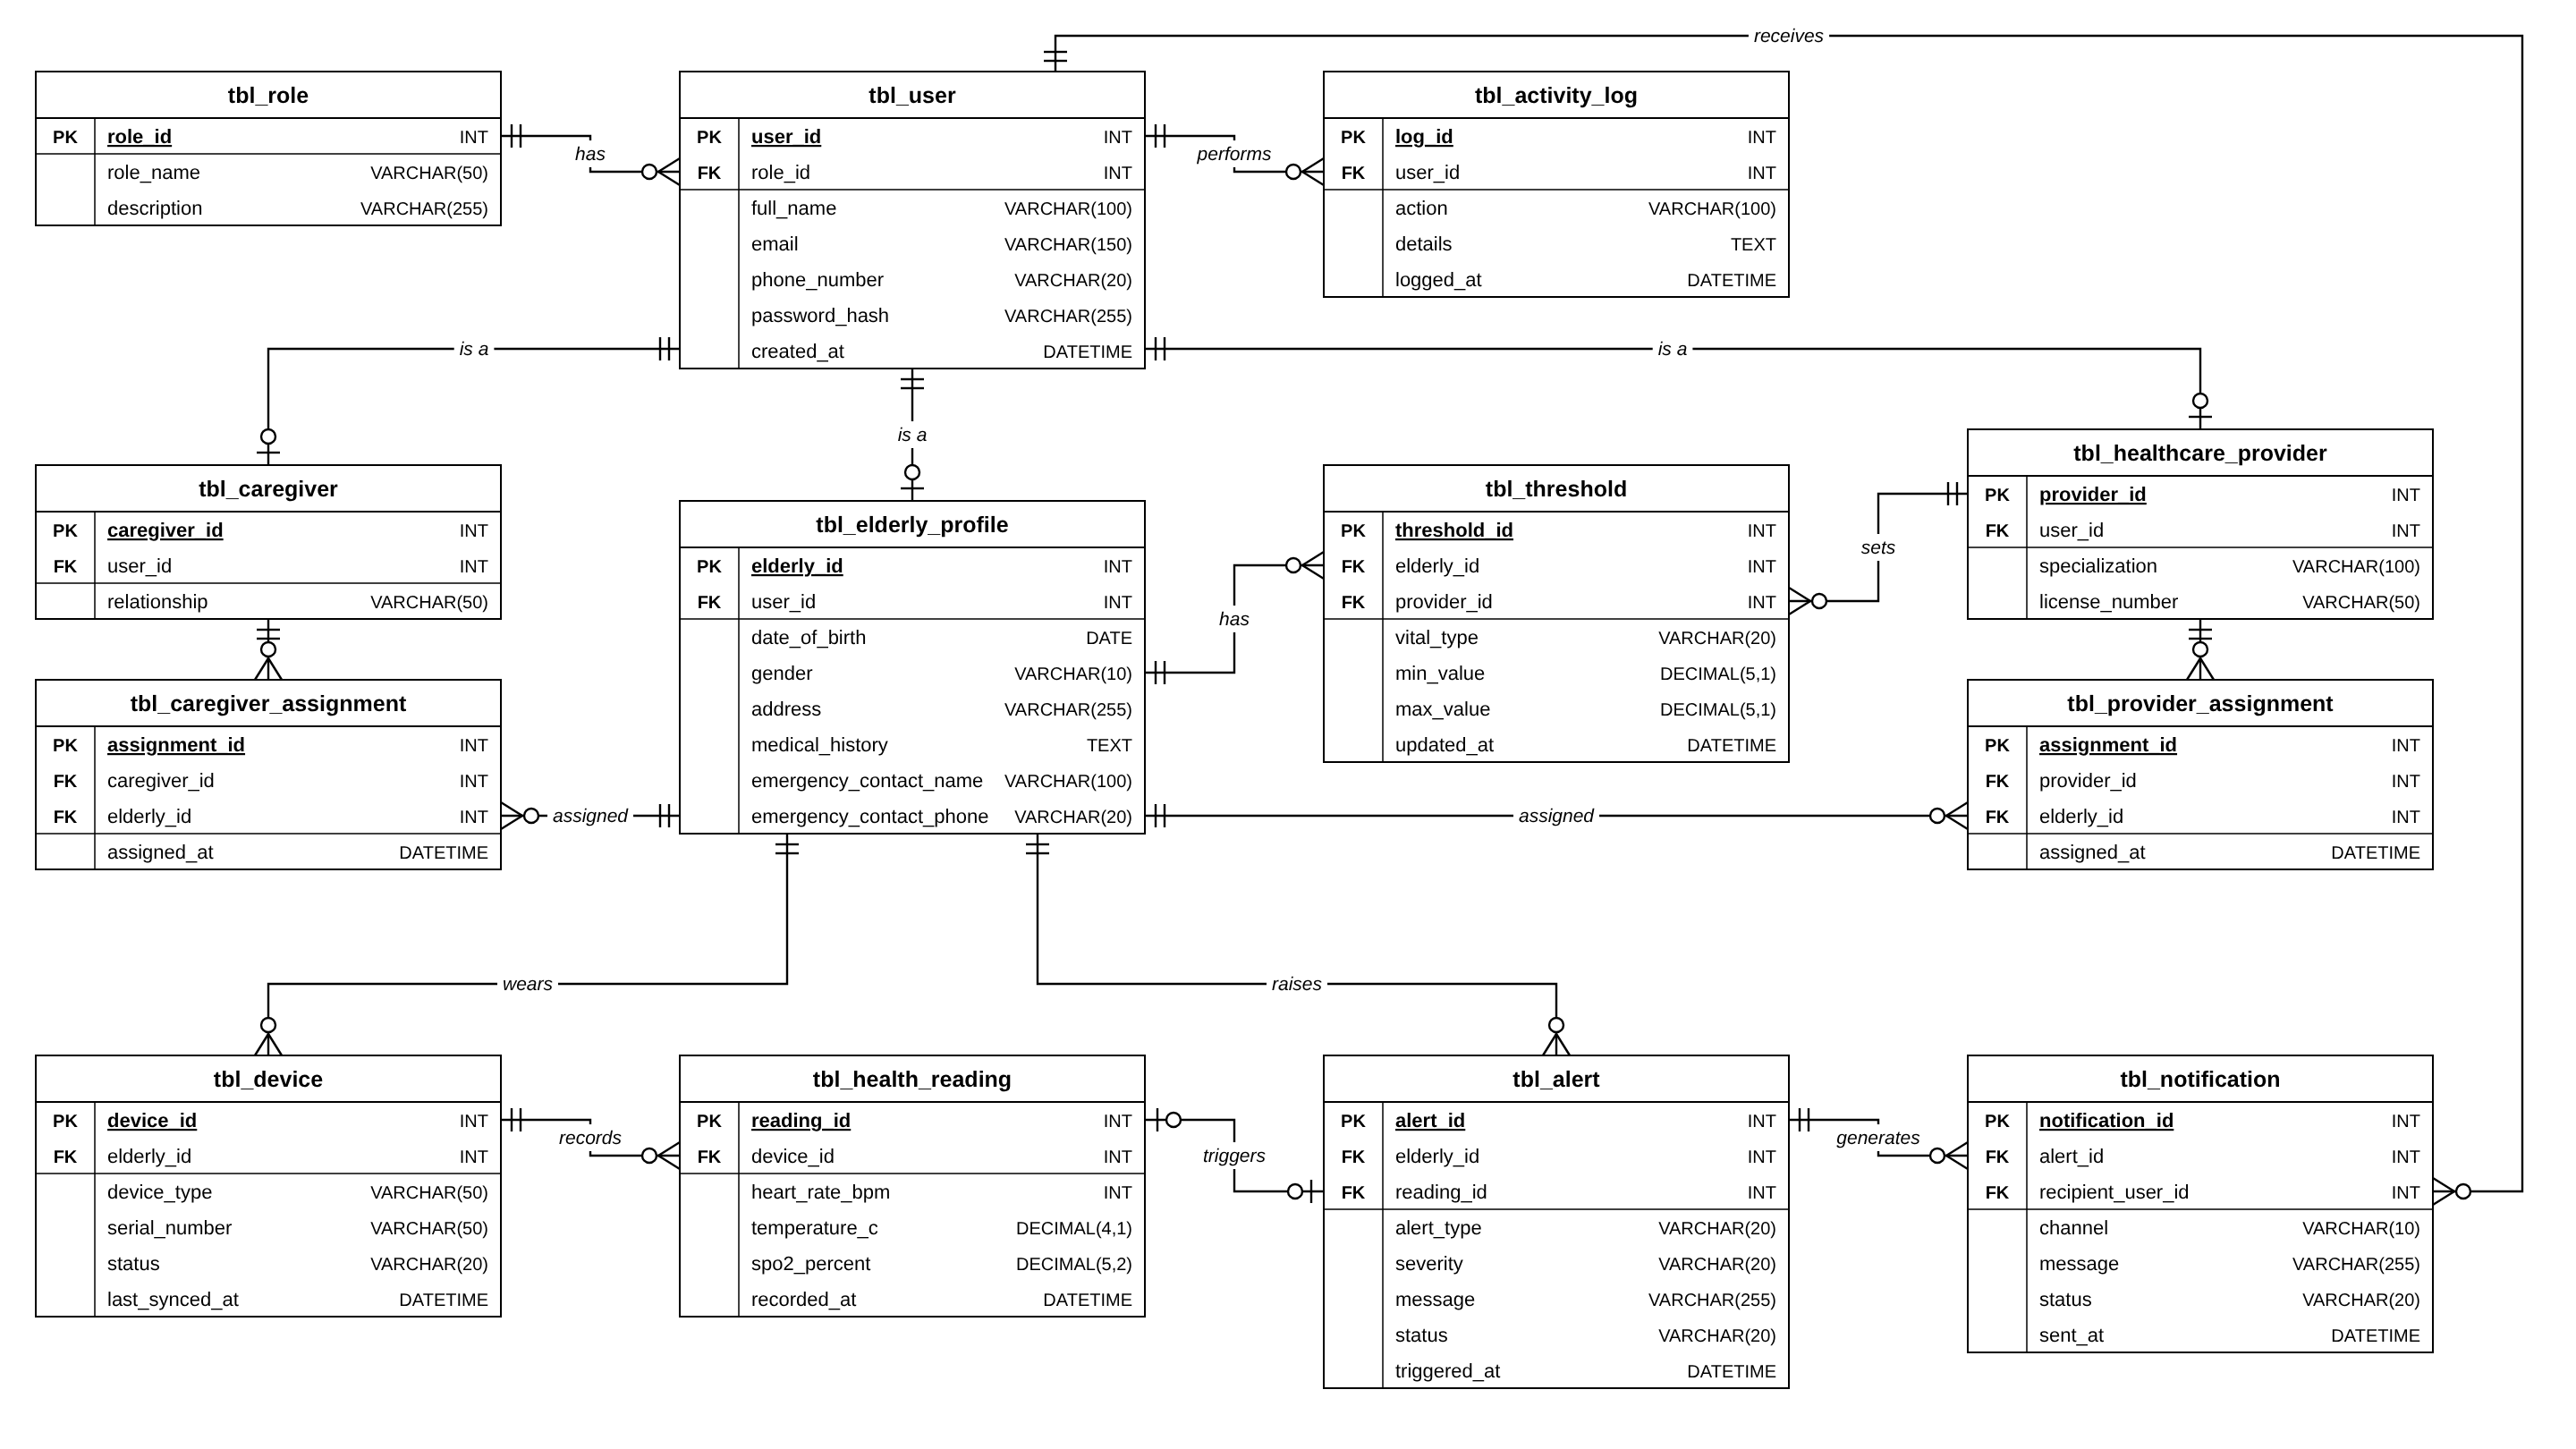 receives
tbl_role
PK role_id INT
role_name VARCHAR(50)
description VARCHAR(255)
has
tbl_user
PK user_id INT
FK role_id INT
full_name VARCHAR(100)
email VARCHAR(150)
phone_number VARCHAR(20)
password_hash VARCHAR(255)
created_at DATETIME
performs
tbl_activity_log
PK log_id INT
FK user_id INT
action VARCHAR(100)
details TEXT
logged_at DATETIME
is a
is a
is a
tbl_caregiver
PK caregiver_id INT
FK user_id INT
relationship VARCHAR(50)
tbl_elderly_profile
PK elderly_id INT
FK user_id INT
date_of_birth DATE
gender VARCHAR(10)
address VARCHAR(255)
medical_history TEXT
emergency_contact_name VARCHAR(100)
emergency_contact_phone VARCHAR(20)
has
tbl_threshold
PK threshold_id INT
FK elderly_id INT
FK provider_id INT
vital_type VARCHAR(20)
min_value DECIMAL(5,1)
max_value DECIMAL(5,1)
updated_at DATETIME
sets
tbl_healthcare_provider
PK provider_id INT
FK user_id INT
specialization VARCHAR(100)
license_number VARCHAR(50)
tbl_caregiver_assignment
PK assignment_id INT
FK caregiver_id INT
FK elderly_id INT
assigned_at DATETIME
assigned
assigned
tbl_provider_assignment
PK assignment_id INT
FK provider_id INT
FK elderly_id INT
assigned_at DATETIME
wears
raises
tbl_device
PK device_id INT
FK elderly_id INT
device_type VARCHAR(50)
serial_number VARCHAR(50)
status VARCHAR(20)
last_synced_at DATETIME
records
tbl_health_reading
PK reading_id INT
FK device_id INT
heart_rate_bpm INT
temperature_c DECIMAL(4,1)
spo2_percent DECIMAL(5,2)
recorded_at DATETIME
triggers
tbl_alert
PK alert_id INT
FK elderly_id INT
FK reading_id INT
alert_type VARCHAR(20)
severity VARCHAR(20)
message VARCHAR(255)
status VARCHAR(20)
triggered_at DATETIME
generates
tbl_notification
PK notification_id INT
FK alert_id INT
FK recipient_user_id INT
channel VARCHAR(10)
message VARCHAR(255)
status VARCHAR(20)
sent_at DATETIME